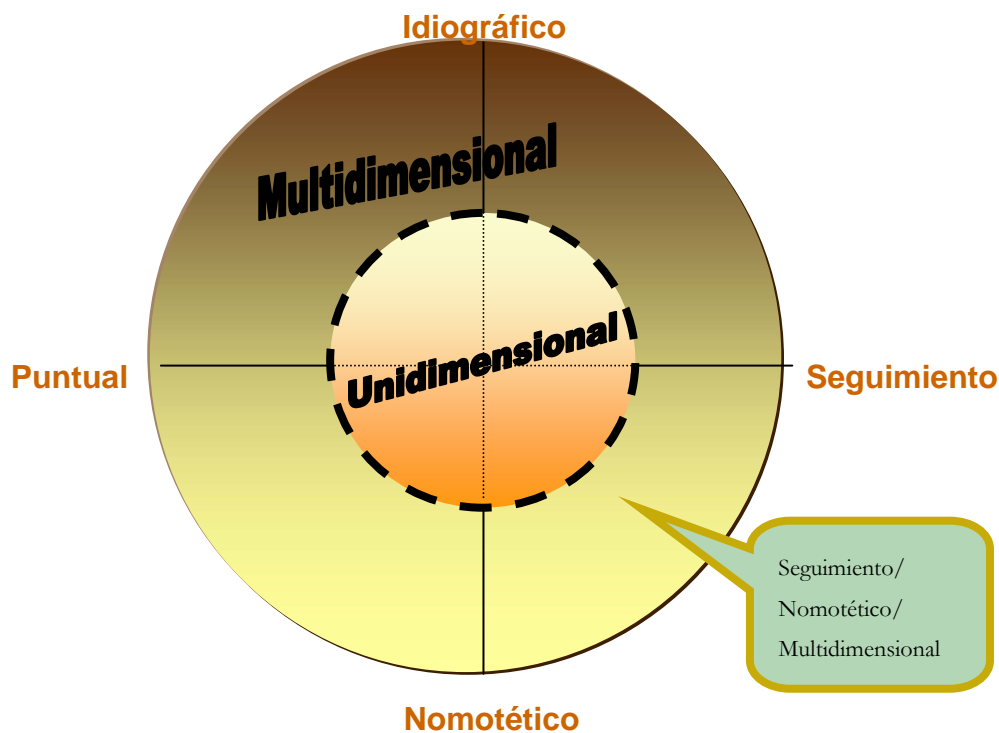 Idiográfico
Multidimensional
Unidimensional
Puntual
Seguimiento
Seguimiento/
Nomotético/
Multidimensional
Nomotético